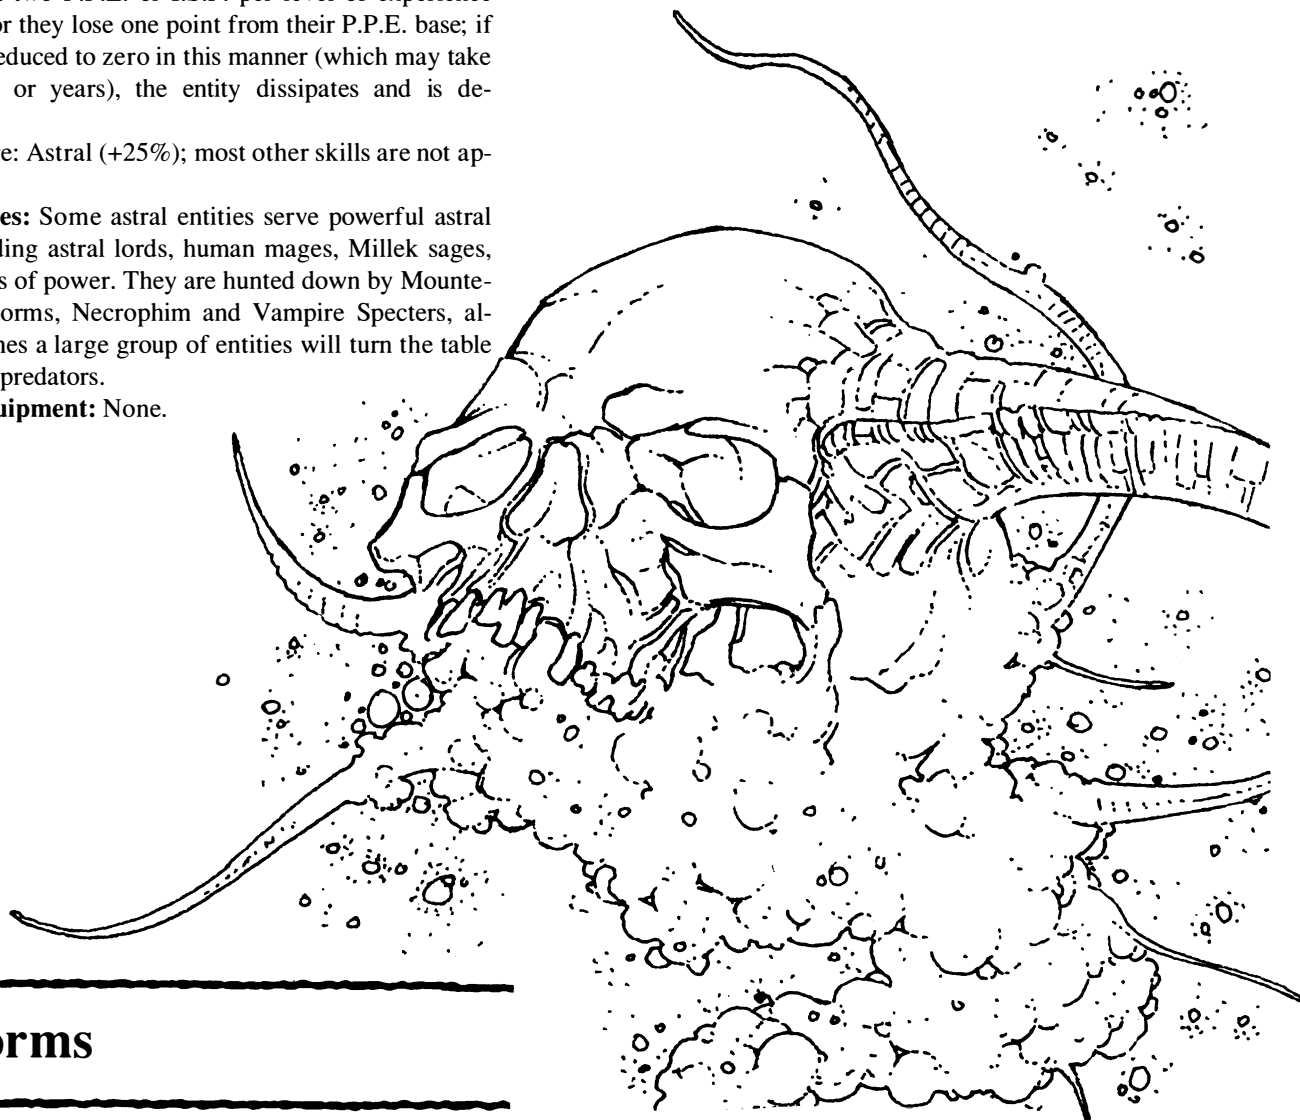 or they lose one point from their P.P.E. base; if
educed to zero in this manner (which may take
or years), the entity dissipates and is de-
e: Astral (+25%); most other skills are not ap-
es: Some astral entities serve powerful astral
ding astral lords, human mages, Millek sages,
s of power. They are hunted down by Mounte-
orms, Necrophim and Vampire Specters, al-
nes a large group of entities will turn the table
predators.
uipment: None.
orms